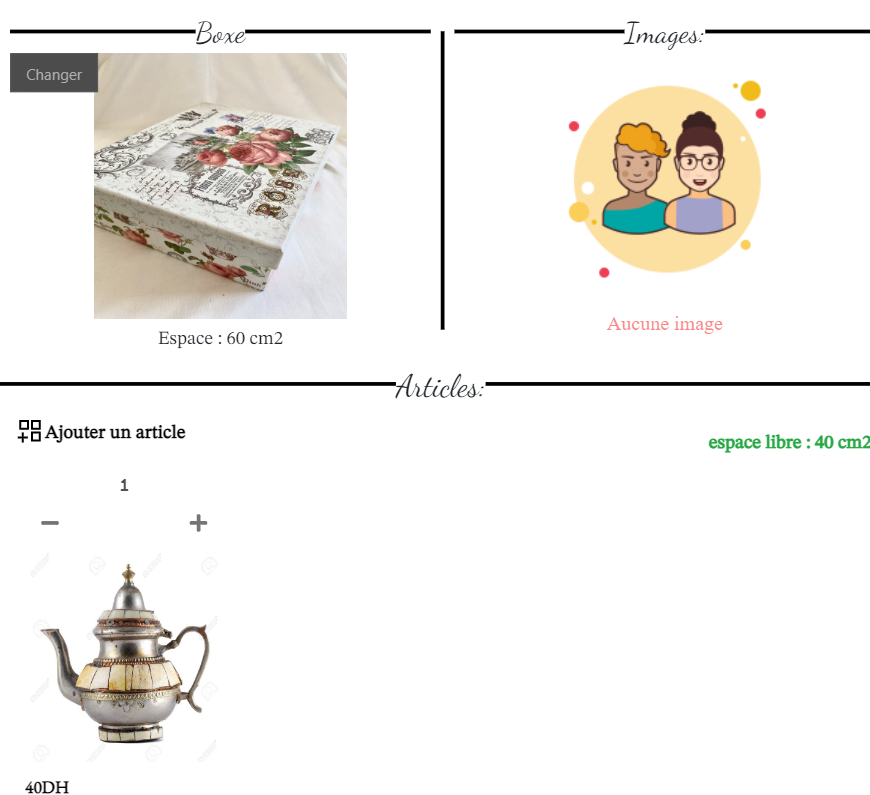 Boxe
Images:
Changer
Espace : 60 cm2
Aucune image
Articles:
Ajouter un article
espace libre : 40 cm2
1
40DH